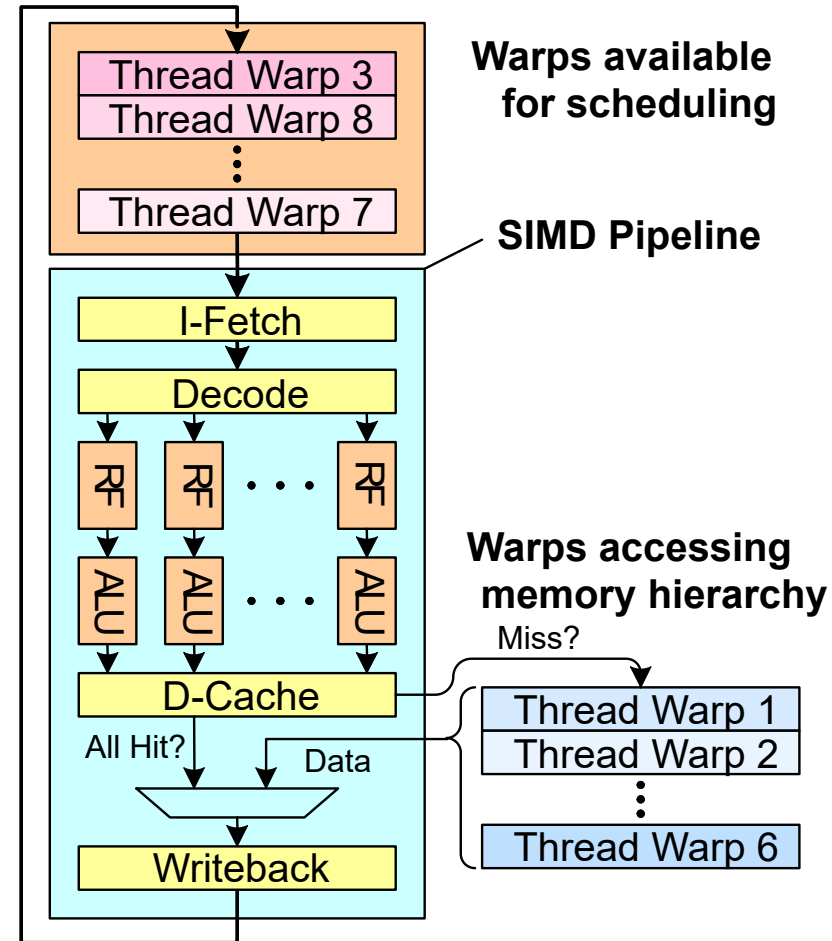 Warps available
for scheduling
Thread Warp 3
Thread Warp 8
Thread Warp 7
SIMD Pipeline
I-Fetch
Decode
RF RF RF
ALU ALU ALU
Warps accessing
memory hierarchy
Miss?
D-Cache
Thread Warp 1
Thread Warp 2
Thread Warp 6
All Hit?
Data
Writeback